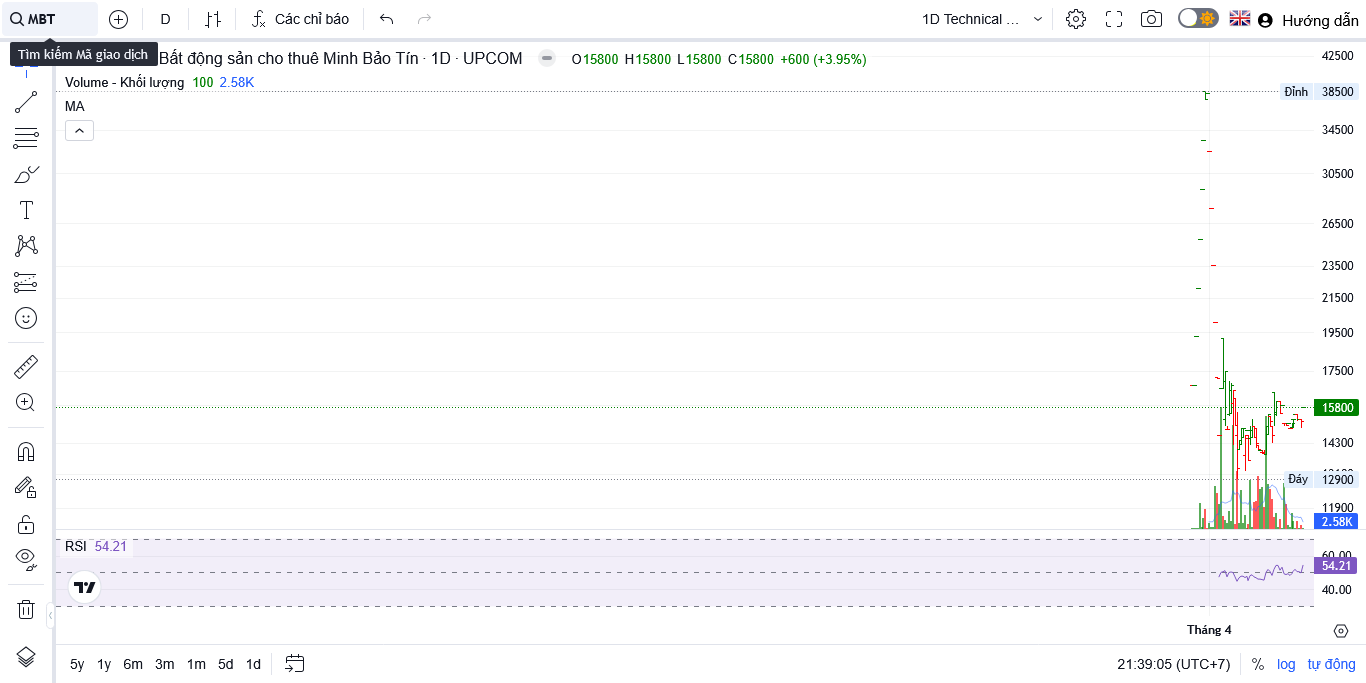 MBT
D
Các chỉ báo
1D Technical ...
Hướng dẫn
Tìm kiếm Mã giao dịch
Bất động sản cho thuê Minh Bảo Tín · 1D · UPCOM
O15800 H15800 L15800 C15800 +600 (+3.95%)
Volume - Khối lượng 100 2.58K
MA
42500
Đỉnh 38500
34500
30500
26500
23500
21500
19500
17500
15800
14300
Đáy 12900
11900
2.58K
RSI 54.21
60.00
54.21
40.00
Tháng 4
5y 1y 6m 3m 1m 5d 1d
21:39:05 (UTC+7) % log tự động